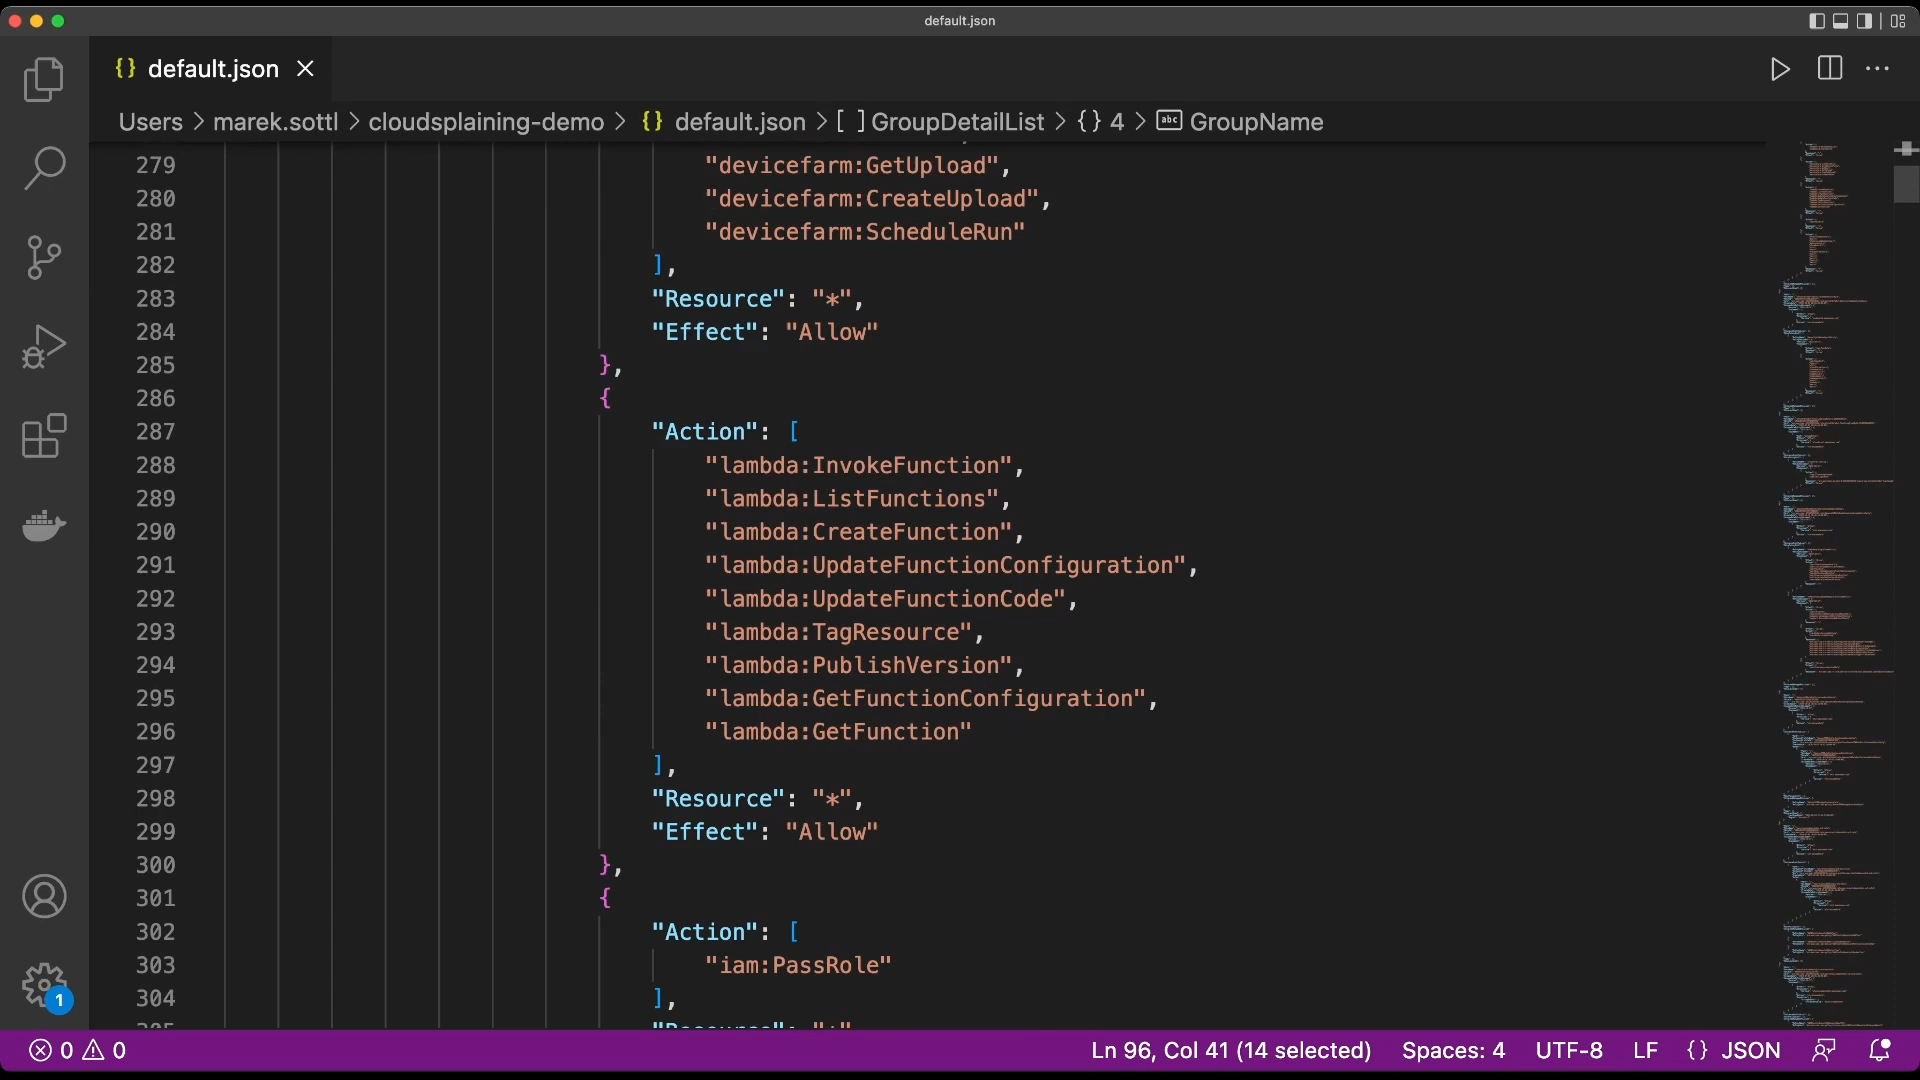 default.json
{} default.json
Users > marek.sottl > cloudsplaining-demo > {} default.json > [ ] GroupDetailList > {} 4 > abc GroupName
279 "devicefarm:GetUpload",
280 "devicefarm:CreateUpload",
281 "devicefarm:ScheduleRun"
282 ],
283 "Resource": "*",
284 "Effect": "Allow"
285 },
286 {
287 "Action": [
288 "lambda:InvokeFunction",
289 "lambda:ListFunctions",
290 "lambda:CreateFunction",
291 "lambda:UpdateFunctionConfiguration",
292 "lambda:UpdateFunctionCode",
293 "lambda:TagResource",
294 "lambda:PublishVersion",
295 "lambda:GetFunctionConfiguration",
296 "lambda:GetFunction"
297 ],
298 "Resource": "*",
299 "Effect": "Allow"
300 },
301 {
302 "Action": [
303 "iam:PassRole"
304 ],
1
0 0
Ln 96, Col 41 (14 selected) Spaces: 4 UTF-8 LF {} JSON